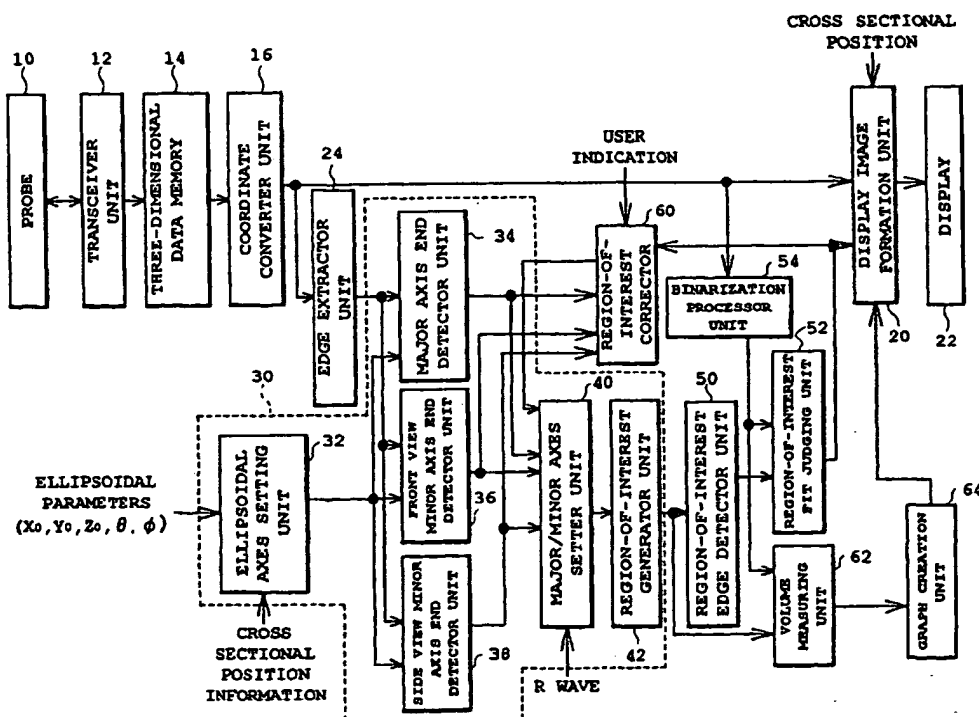 CROSS SECTIONAL
POSITION
10
12
14
16
PROBE
TRANSCEIVER
UNIT
THREE-DIMENSIONAL
DATA MEMORY
COORDINATE
CONVERTER UNIT
24
EDGE EXTRACTOR
UNIT
34
MAJOR AXIS END
DETECTOR UNIT
USER
INDICATION
60
REGION-OF-
INTEREST
CORRECTOR
54
BINARIZATION
PROCESSOR
UNIT
DISPLAY IMAGE
FORMATION UNIT
20
DISPLAY
22
30
32
ELLIPSOIDAL
PARAMETERS
(X0,Y0,Z0,θ,φ)
ELLIPSOIDAL
AXES SETTING
UNIT
CROSS
SECTIONAL
POSITION
INFORMATION
FRONT VIEW
MINOR AXIS END
DETECTOR UNIT
36
SIDE VIEW MINOR
AXIS END
DETECTOR UNIT
38
40
MAJOR/MINOR AXES
SETTER UNIT
R WAVE
REGION-OF-INTEREST
GENERATOR UNIT
42
50
REGION-OF-INTEREST
EDGE DETECTOR UNIT
52
REGION-OF-INTEREST
FIT JUDGING UNIT
62
VOLUME
MEASURING
UNIT
64
GRAPH CREATION
UNIT